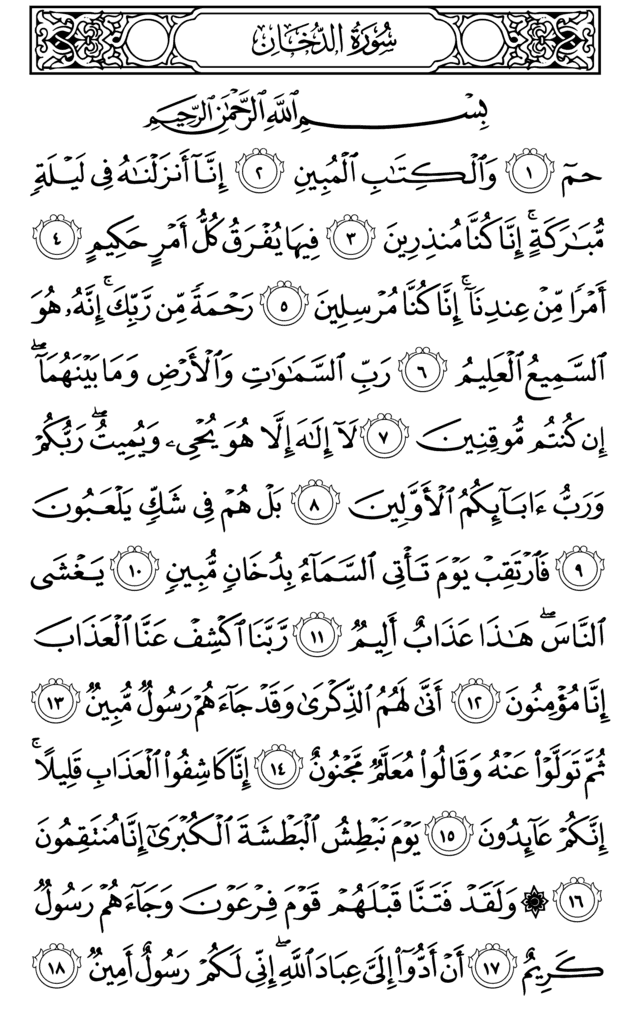 سُورَةُ الدُّخَانِ
بِسْمِ ٱللَّهِ ٱلرَّحْمَٰنِ ٱلرَّحِيمِ
حمٓ ١ وَٱلْكِتَٰبِ ٱلْمُبِينِ ٢ إِنَّآ أَنزَلْنَٰهُ فِى لَيْلَةٍ
مُّبَٰرَكَةٍ ۚ إِنَّا كُنَّا مُنذِرِينَ ٣ فِيهَا يُفْرَقُ كُلُّ أَمْرٍ حَكِيمٍ ٤
أَمْرًا مِّنْ عِندِنَآ ۚ إِنَّا كُنَّا مُرْسِلِينَ ٥ رَحْمَةً مِّن رَّبِّكَ ۚ إِنَّهُۥ هُوَ
ٱلسَّمِيعُ ٱلْعَلِيمُ ٦ رَبِّ ٱلسَّمَٰوَٰتِ وَٱلْأَرْضِ وَمَا بَيْنَهُمَآ ۖ
إِن كُنتُم مُّوقِنِينَ ٧ لَآ إِلَٰهَ إِلَّا هُوَ يُحْىِۦ وَيُمِيتُ ۖ رَبُّكُمْ
وَرَبُّ ءَابَآئِكُمُ ٱلْأَوَّلِينَ ٨ بَلْ هُمْ فِى شَكٍّ يَلْعَبُونَ
٩ فَٱرْتَقِبْ يَوْمَ تَأْتِى ٱلسَّمَآءُ بِدُخَانٍ مُّبِينٍ ١٠ يَغْشَى
ٱلنَّاسَ ۖ هَٰذَا عَذَابٌ أَلِيمٌ ١١ رَّبَّنَا ٱكْشِفْ عَنَّا ٱلْعَذَابَ
إِنَّا مُؤْمِنُونَ ١٢ أَنَّىٰ لَهُمُ ٱلذِّكْرَىٰ وَقَدْ جَآءَهُمْ رَسُولٌ مُّبِينٌ ١٣
ثُمَّ تَوَلَّوْا۟ عَنْهُ وَقَالُوا۟ مُعَلَّمٌ مَّجْنُونٌ ١٤ إِنَّا كَاشِفُوا۟ ٱلْعَذَابِ قَلِيلًا ۚ
إِنَّكُمْ عَآئِدُونَ ١٥ يَوْمَ نَبْطِشُ ٱلْبَطْشَةَ ٱلْكُبْرَىٰٓ إِنَّا مُنتَقِمُونَ
١٦ ۞ وَلَقَدْ فَتَنَّا قَبْلَهُمْ قَوْمَ فِرْعَوْنَ وَجَآءَهُمْ رَسُولٌ
كَرِيمٌ ١٧ أَنْ أَدُّوٓا۟ إِلَىَّ عِبَادَ ٱللَّهِ ۖ إِنِّى لَكُمْ رَسُولٌ أَمِينٌ ١٨